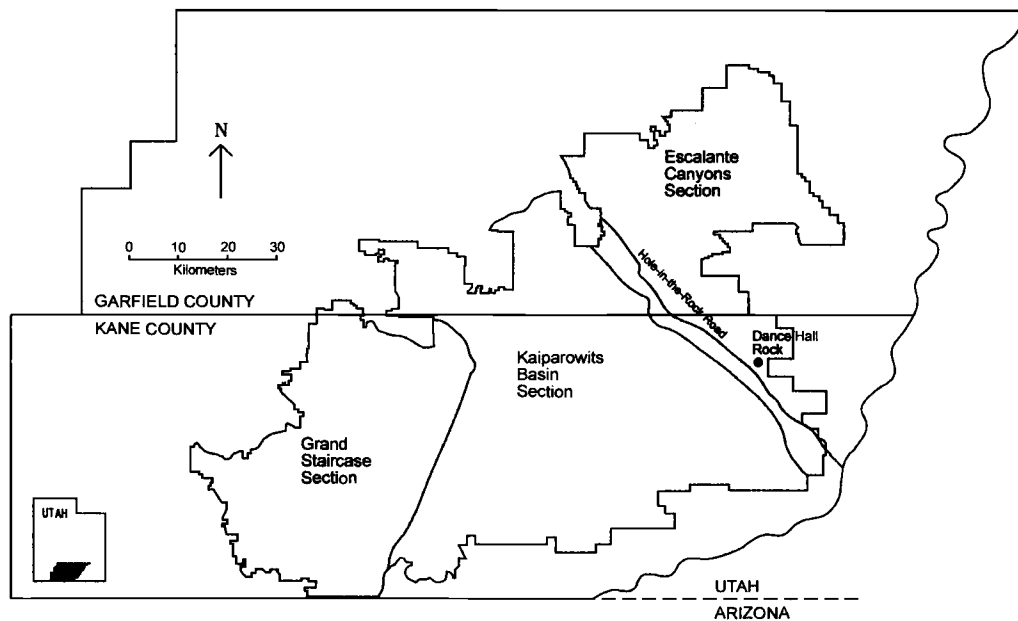 N
Escalante
Canyons
Section
0 10 20 30
Kilometers
Hole-in-the-Rock Road
GARFIELD COUNTY
KANE COUNTY
Dance Hall
Rock
Kaiparowits
Basin
Section
Grand
Staircase
Section
UTAH
UTAH
ARIZONA